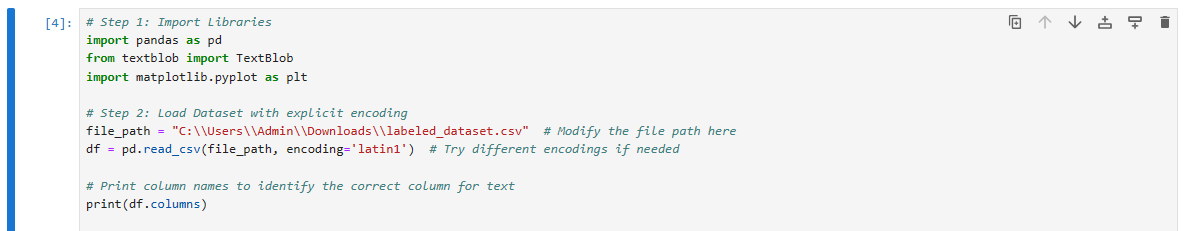 [4]:
# Step 1: Import Libraries
import pandas as pd
from textblob import TextBlob
import matplotlib.pyplot as plt
# Step 2: Load Dataset with explicit encoding
file_path = "C:\\Users\\Admin\\Downloads\\labeled_dataset.csv"  # Modify the file path here
df = pd.read_csv(file_path, encoding='latin1')  # Try different encodings if needed
# Print column names to identify the correct column for text
print(df.columns)